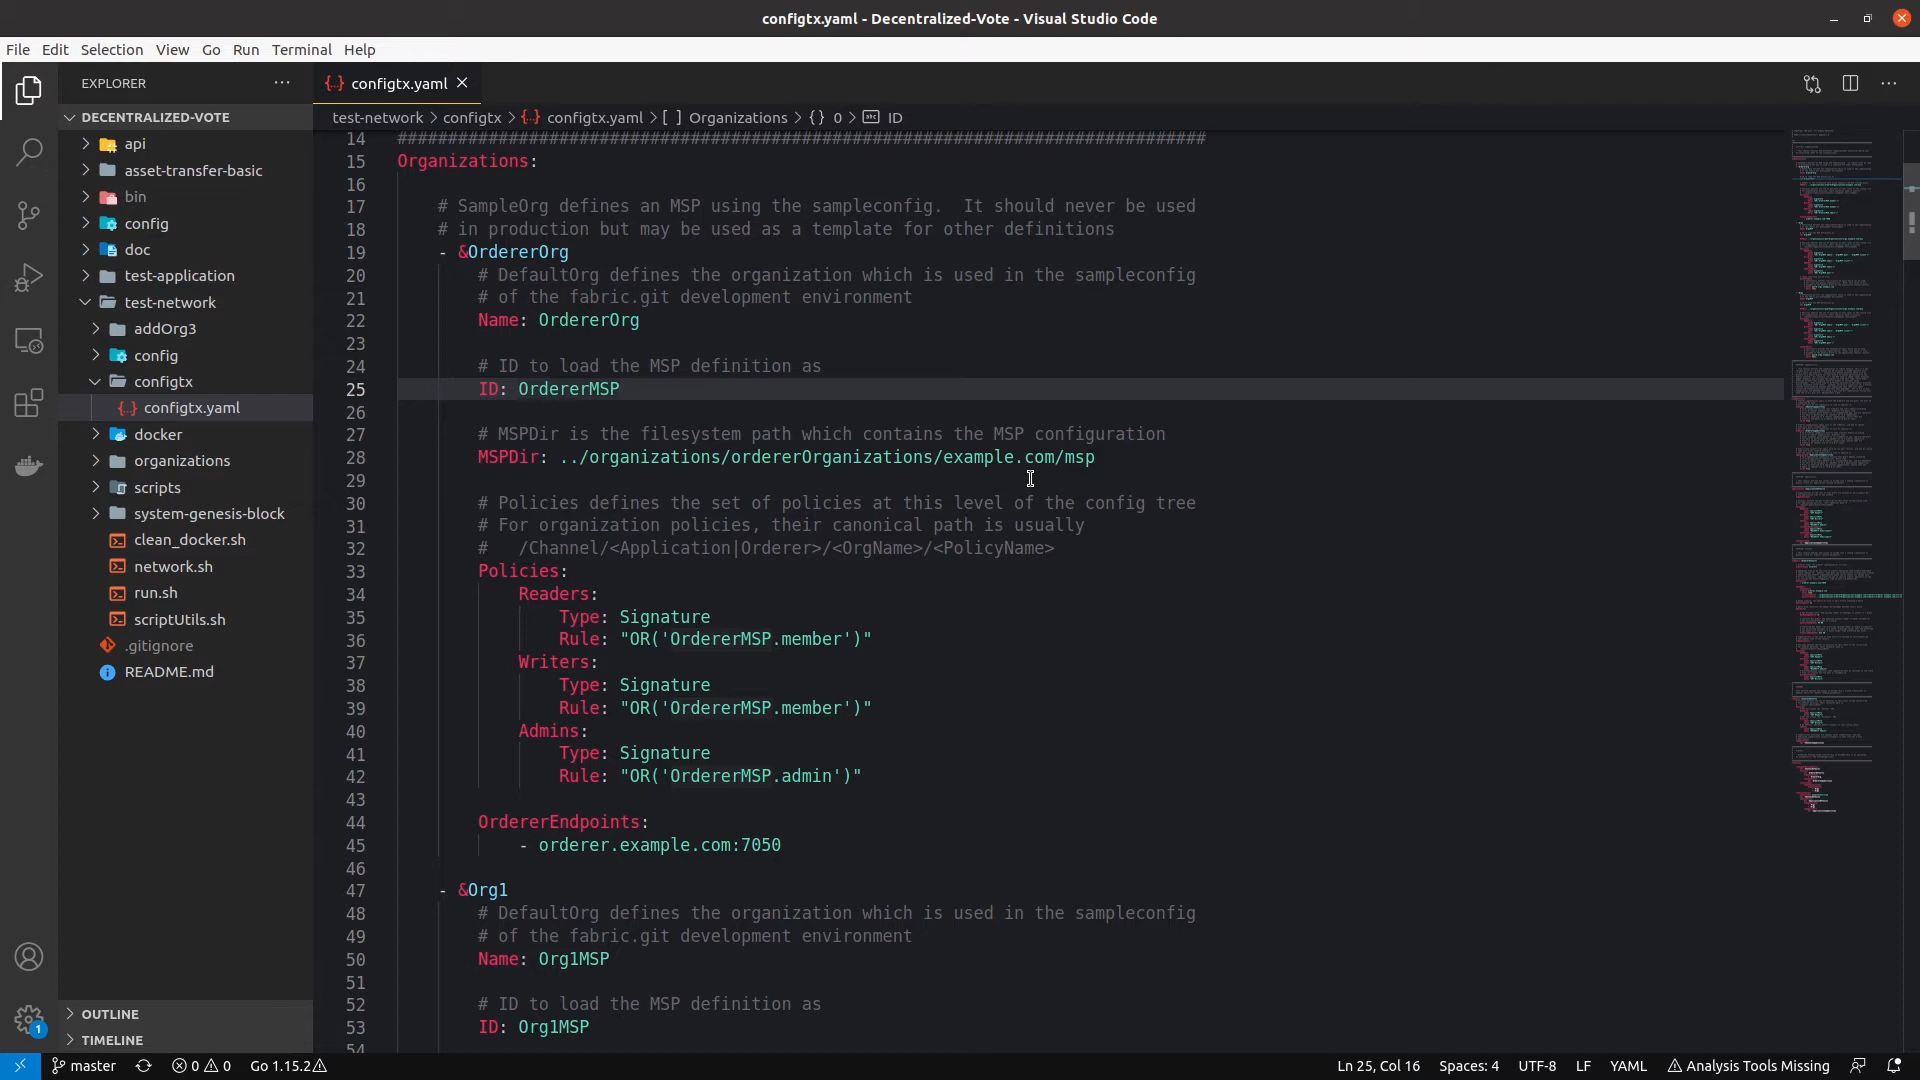 configtx.yaml - Decentralized-Vote - Visual Studio Code
File Edit Selection View Go Run Terminal Help
EXPLORER
configtx.yaml
DECENTRALIZED-VOTE
test-network > configtx > configtx.yaml > [ ] Organizations > {} 0 > ID
api
asset-transfer-basic
bin
config
doc
test-application
test-network
addOrg3
config
configtx
configtx.yaml
docker
organizations
scripts
system-genesis-block
clean_docker.sh
network.sh
run.sh
scriptUtils.sh
.gitignore
README.md
OUTLINE
TIMELINE
14 ################################################################################
15 Organizations:
16
17 # SampleOrg defines an MSP using the sampleconfig.  It should never be used
18 # in production but may be used as a template for other definitions
19 - &OrdererOrg
20 # DefaultOrg defines the organization which is used in the sampleconfig
21 # of the fabric.git development environment
22 Name: OrdererOrg
23
24 # ID to load the MSP definition as
25 ID: OrdererMSP
26
27 # MSPDir is the filesystem path which contains the MSP configuration
28 MSPDir: ../organizations/ordererOrganizations/example.com/msp
29
30 # Policies defines the set of policies at this level of the config tree
31 # For organization policies, their canonical path is usually
32 #   /Channel/<Application|Orderer>/<OrgName>/<PolicyName>
33 Policies:
34 Readers:
35 Type: Signature
36 Rule: "OR('OrdererMSP.member')"
37 Writers:
38 Type: Signature
39 Rule: "OR('OrdererMSP.member')"
40 Admins:
41 Type: Signature
42 Rule: "OR('OrdererMSP.admin')"
43
44 OrdererEndpoints:
45 - orderer.example.com:7050
46
47 - &Org1
48 # DefaultOrg defines the organization which is used in the sampleconfig
49 # of the fabric.git development environment
50 Name: Org1MSP
51
52 # ID to load the MSP definition as
53 ID: Org1MSP
54
1
master 0 0 Go 1.15.2 Ln 25, Col 16 Spaces: 4 UTF-8 LF YAML Analysis Tools Missing